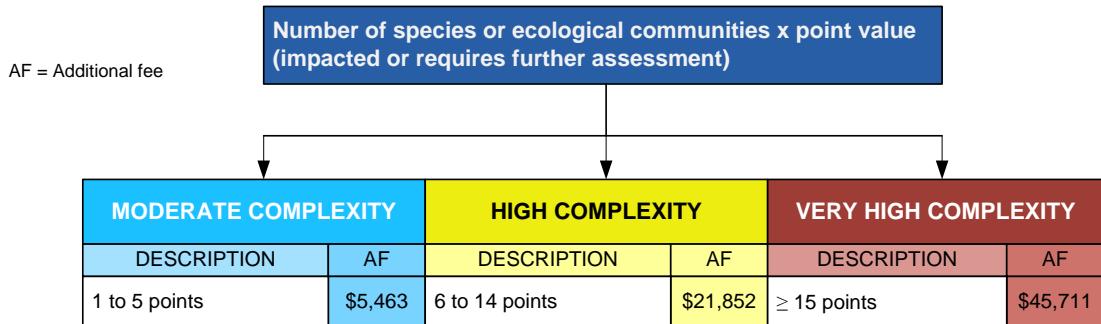 Number of species or ecological communities x point value
(impacted or requires further assessment)
AF = Additional fee
MODERATE COMPLEXITY HIGH COMPLEXITY VERY HIGH COMPLEXITY
DESCRIPTION AF DESCRIPTION AF DESCRIPTION AF
1 to 5 points $5,463 6 to 14 points $21,852 ≥ 15 points $45,711